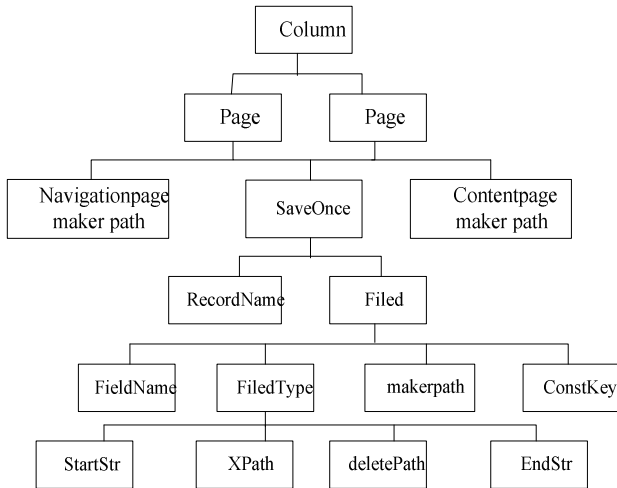 Column
Page
Page
Navigationpage
maker path
SaveOnce
Contentpage
maker path
RecordName
Filed
FieldName
FiledType
makerpath
ConstKey
StartStr
XPath
deletePath
EndStr